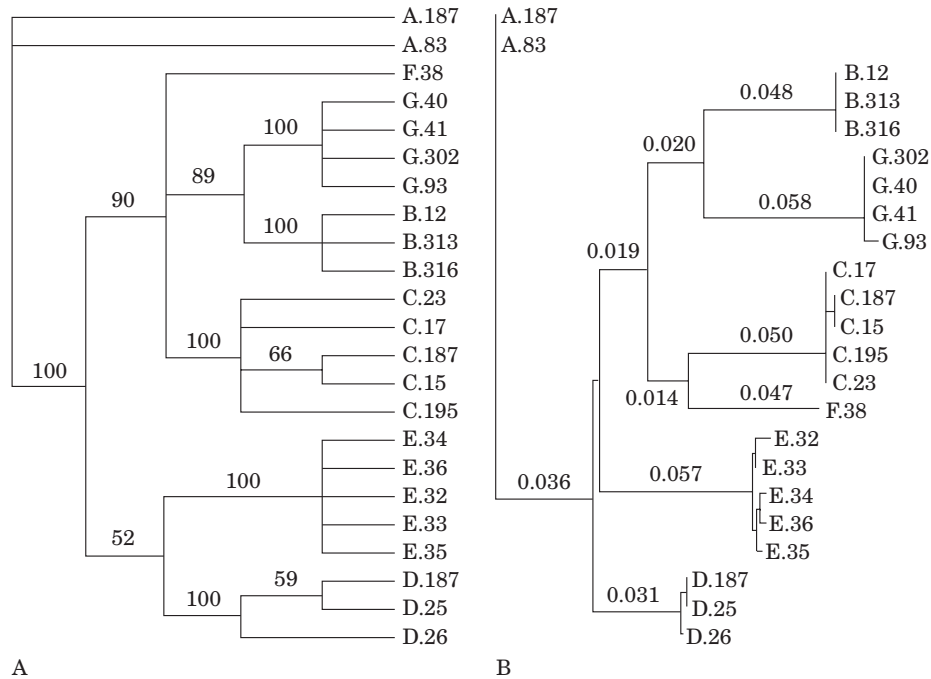 A.187
A.83
F.38
G.40
100
G.41
G.302
89
G.93
90
B.12
100
B.313
B.316
C.23
C.17
100
66
C.187
100
C.15
C.195
E.34
E.36
100
E.32
E.33
52
E.35
59
D.187
100
D.25
D.26
A
A.187
A.83
B.12
0.048
B.313
B.316
0.020
G.302
G.40
0.058
G.41
G.93
0.019
C.17
C.187
C.15
0.050
C.195
C.23
0.014
0.047
F.38
E.32
0.057
E.33
0.036
E.34
E.36
E.35
D.187
0.031
D.25
D.26
B